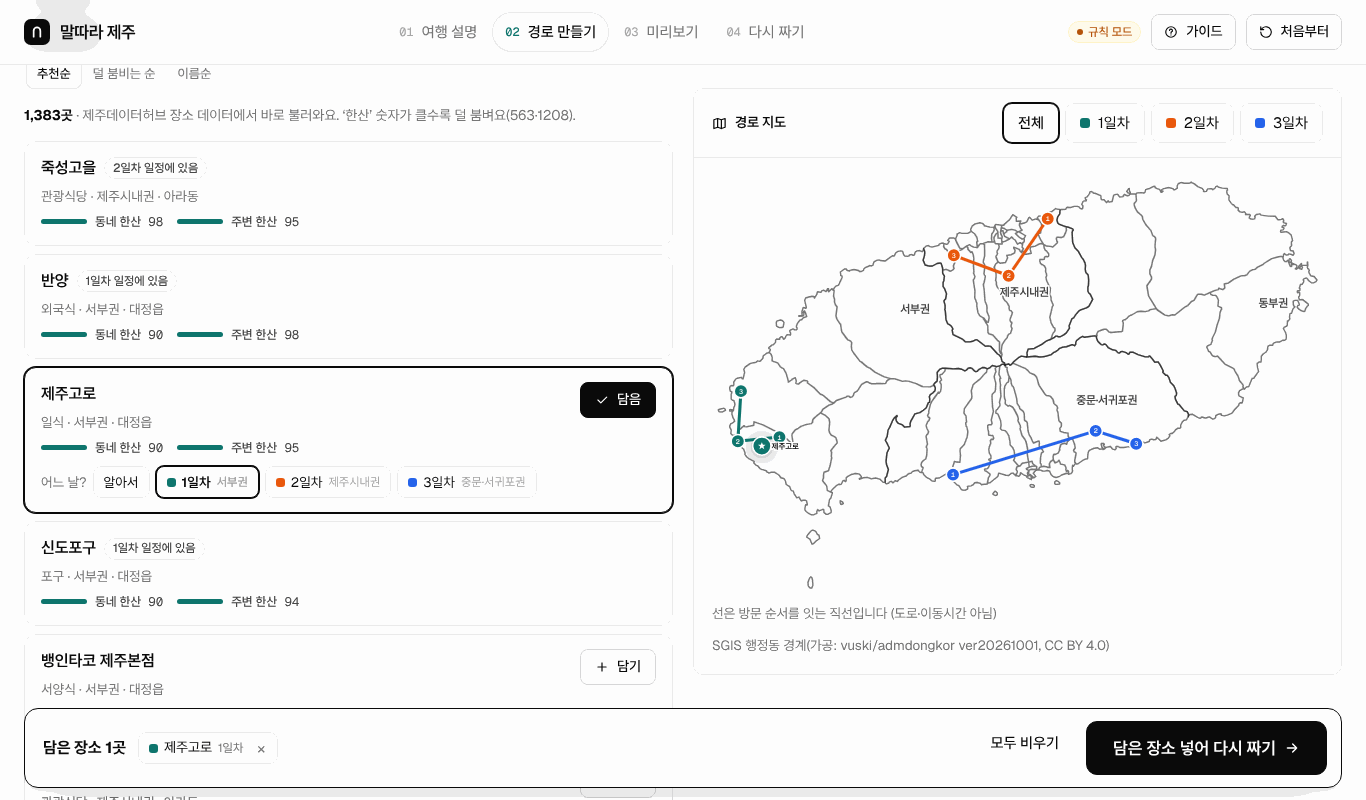 말따라 제주
01 여행 설명
02 경로 만들기
03 미리보기
04 다시 짜기
규칙 모드
가이드
처음부터
추천순 덜 붐비는 순 이름순
1,383곳 · 제주데이터허브 장소 데이터에서 바로 불러와요. ‘한산’ 숫자가 클수록 덜 붐벼요(563·1208).
죽성고을 2일차 일정에 있음
관광식당 · 제주시내권 · 아라동
동네 한산 98 주변 한산 95
반양 1일차 일정에 있음
외국식 · 서부권 · 대정읍
동네 한산 90 주변 한산 98
제주고로
담음
일식 · 서부권 · 대정읍
동네 한산 90 주변 한산 95
어느 날? 알아서 1일차 서부권 2일차 제주시내권 3일차 중문·서귀포권
신도포구 1일차 일정에 있음
포구 · 서부권 · 대정읍
동네 한산 90 주변 한산 94
뱅인타코 제주본점
담기
서양식 · 서부권 · 대정읍
경로 지도
전체 1일차 2일차 3일차
1
3
2
제주시내권
서부권
동부권
3
중문·서귀포권
2
1
제주고로
2
3
1
선은 방문 순서를 잇는 직선입니다 (도로·이동시간 아님)
SGIS 행정동 경계(가공: vuski/admdongkor ver20261001, CC BY 4.0)
담은 장소 1곳
제주고로 1일차 ×
모두 비우기
담은 장소 넣어 다시 짜기 →